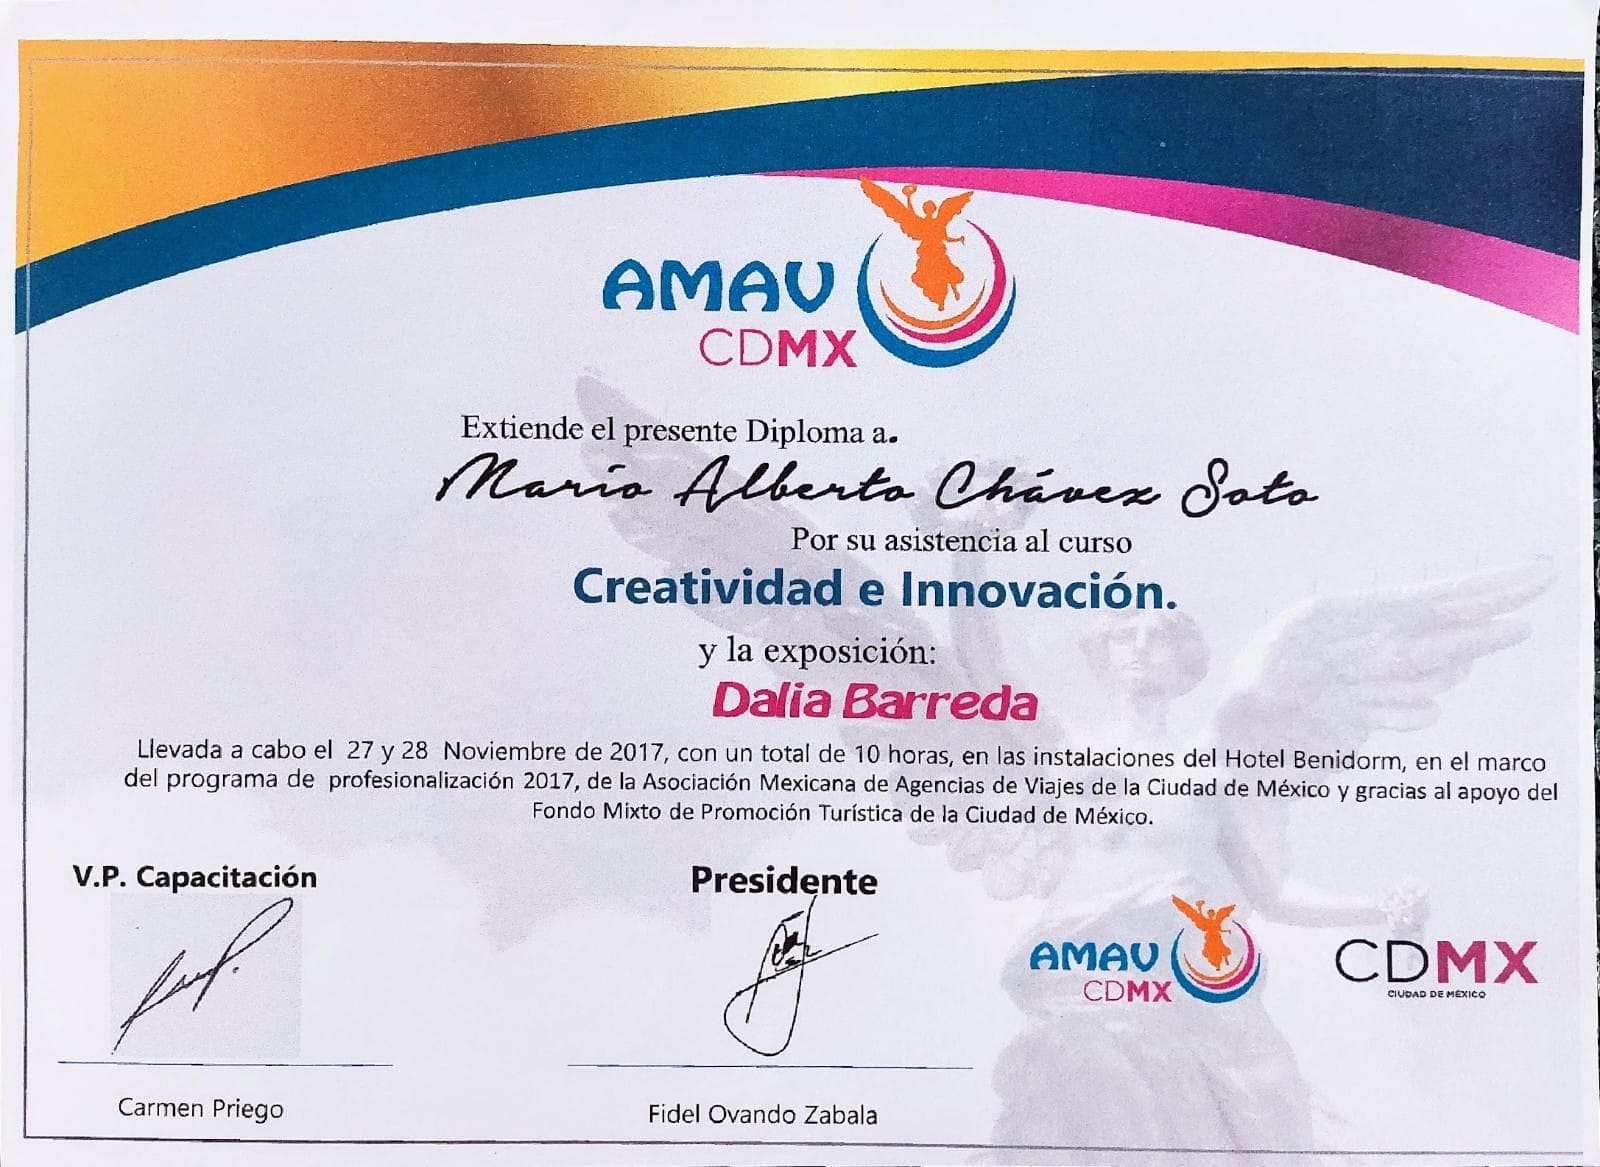 AMAV
CDMX
Extiende el presente Diploma a.
Mario Alberto Chávez Soto
Por su asistencia al curso
Creatividad e Innovación.
y la exposición:
Dalia Barreda
Llevada a cabo el 27 y 28 Noviembre de 2017, con un total de 10 horas, en las instalaciones del Hotel Benidorm, en el marco
del programa de profesionalización 2017, de la Asociación Mexicana de Agencias de Viajes de la Ciudad de México y gracias al apoyo del
Fondo Mixto de Promoción Turística de la Ciudad de México.
V.P. Capacitación
Presidente
AMAV
CDMX
CDMX
CIUDAD DE MÉXICO
Carmen Priego
Fidel Ovando Zabala